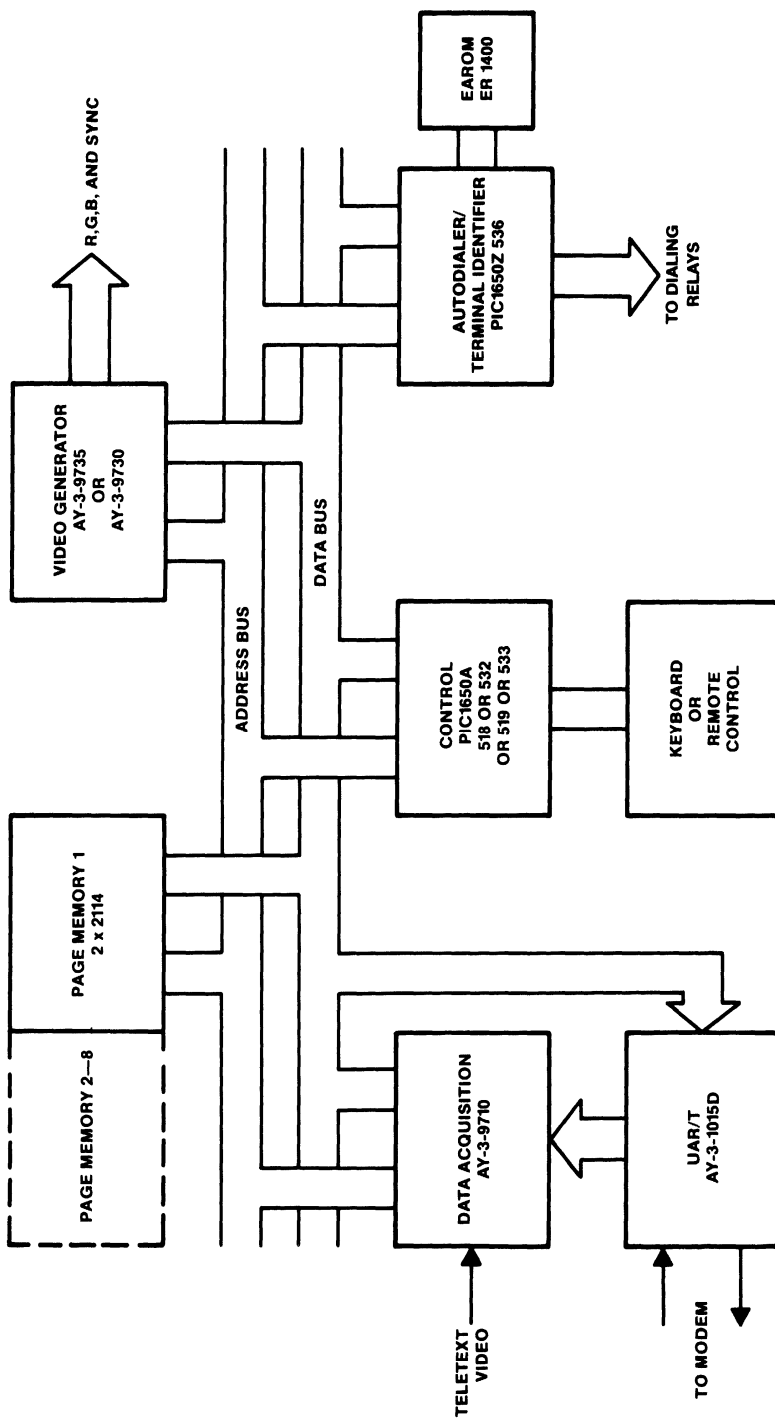 PAGE MEMORY 2—8
PAGE MEMORY 1
2 x 2114
VIDEO GENERATOR
AY-3-9735
OR
AY-3-9730
R,G,B, AND SYNC
ADDRESS BUS
DATA BUS
TELETEXT
VIDEO
DATA ACQUISITION
AY-3-9710
CONTROL
PIC1650A
518 OR 532
OR 519 OR 533
AUTODIALER/
TERMINAL IDENTIFIER
PIC1650Z 536
EAROM
ER 1400
TO MODEM
UAR/T
AY-3-1015D
KEYBOARD
OR
REMOTE
CONTROL
TO DIALING
RELAYS